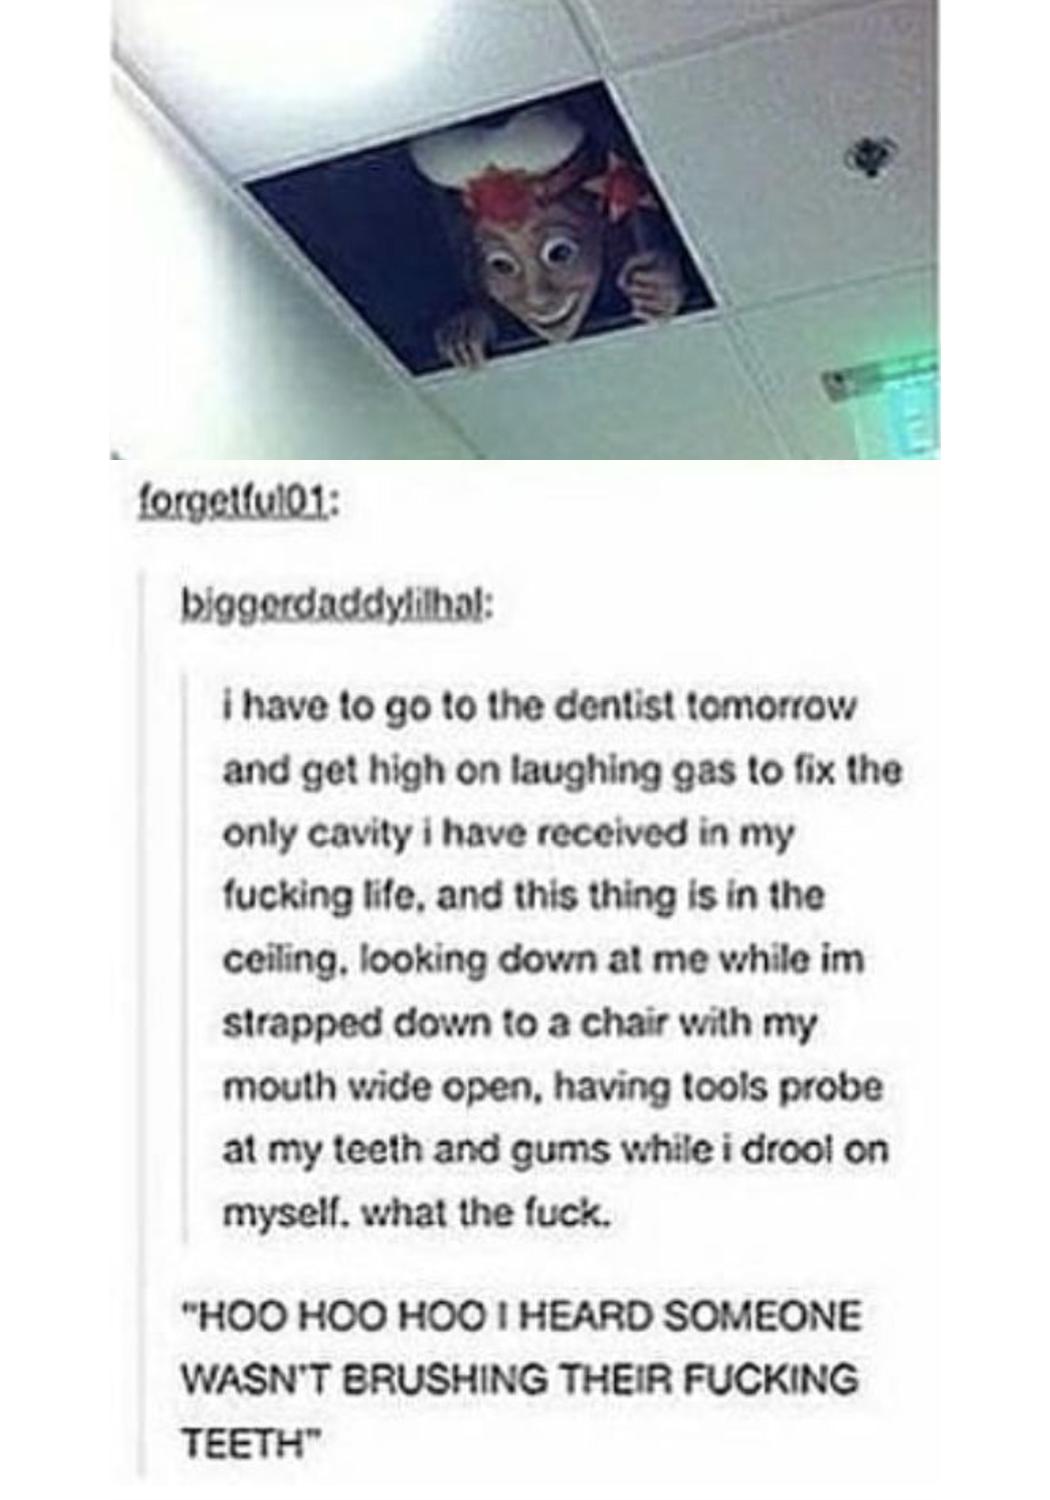 forgetful01:
biggerdaddylilhal:
i have to go to the dentist tomorrow
and get high on laughing gas to fix the
only cavity i have received in my
fucking life, and this thing is in the
ceiling, looking down at me while im
strapped down to a chair with my
mouth wide open, having tools probe
at my teeth and gums while i drool on
myself. what the fuck.
"HOO HOO HOO I HEARD SOMEONE
WASN'T BRUSHING THEIR FUCKING
TEETH"